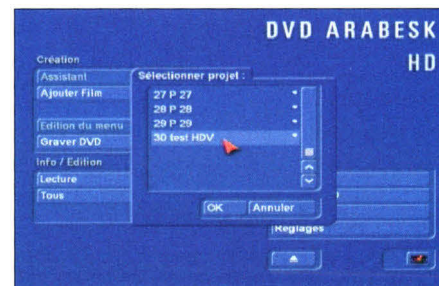 DVD ARABESK
HD
Création
Assistant
Ajouter Film
Edition du menu
Graver DVD
Info / Edition
Lecture
Tous
Sélectionner projet :
27 P 27
28 P 28
29 P 29
30 test HDV
OK
Annuler
Réglages